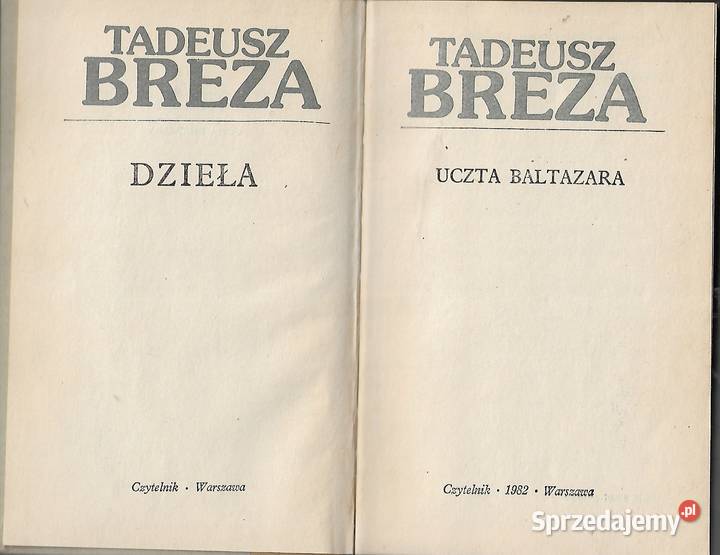 TADEUSZ
BREZA
DZIEŁA
Czytelnik • Warszawa
TADEUSZ
BREZA
UCZTA BALTAZARA
Czytelnik • 1982 • Warszawa
Sprzedajemy.pl